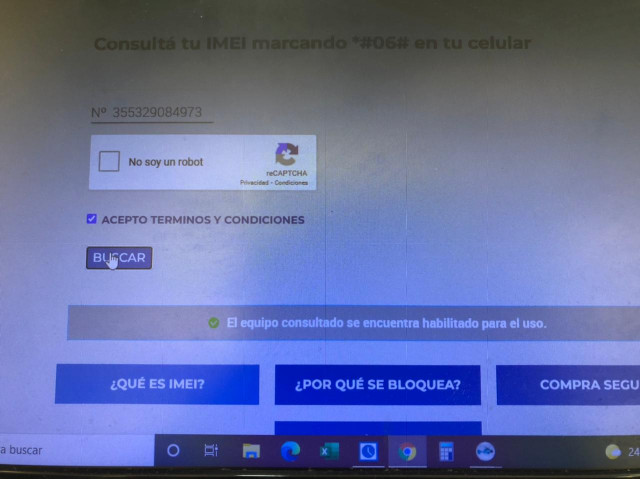 Consultá tu IMEI marcando *#06# en tu celular
Nº 355329084973
No soy un robot
reCAPTCHA
Privacidad - Condiciones
ACEPTO TERMINOS Y CONDICIONES
BUSCAR
El equipo consultado se encuentra habilitado para el uso.
¿QUÉ ES IMEI?
¿POR QUÉ SE BLOQUEA?
COMPRA SEGU
a buscar
24